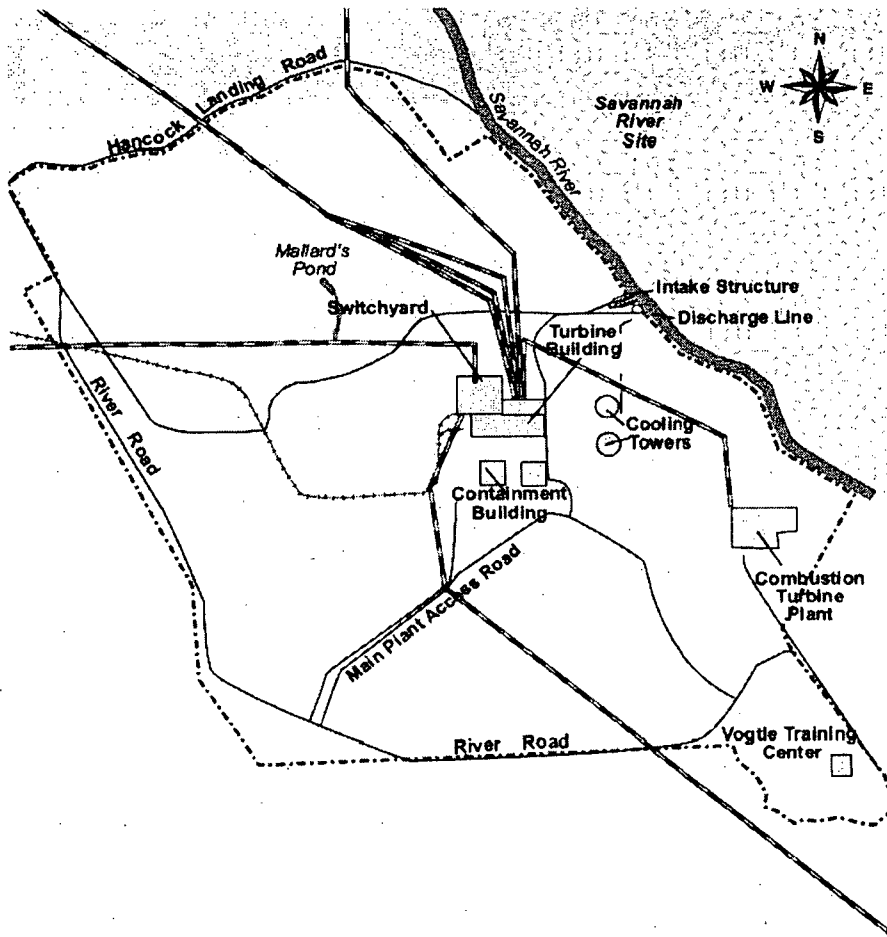 N
W E
S
Hancock Landing Road
Savannah River
Savannah
River
Site
Mallard's
Pond
Switchyard
Intake Structure
Discharge Line
Turbine
Building
River Road
Cooling
Towers
Containment
Building
Main Plant Access Road
Combustion
Turbine
Plant
River Road
Vogtle Training
Center